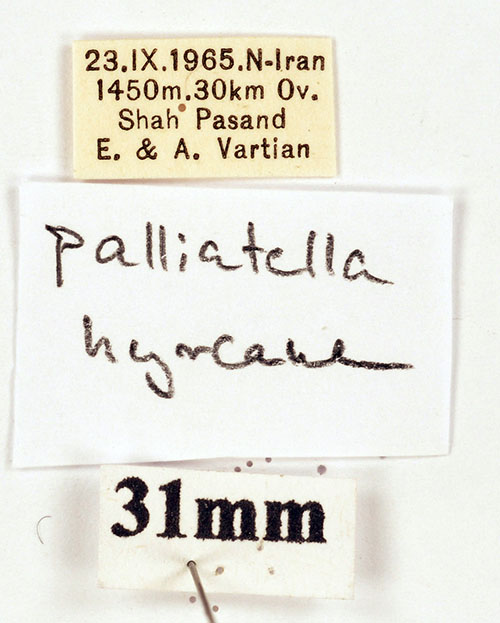 23.IX.1965.N-Iran
1450m.30km Ov.
Shah Pasand
E. & A. Vartian
palliatella
hyrcana
31mm